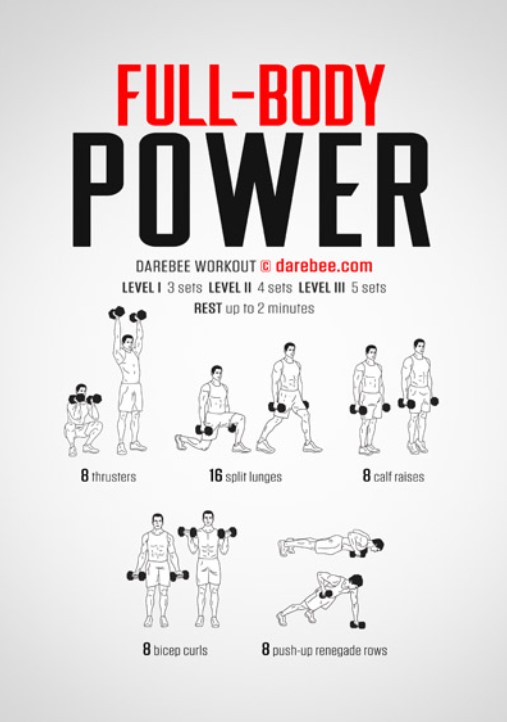 FULL-BODY
POWER
DAREBEE WORKOUT © darebee.com
LEVEL I 3 sets LEVEL II 4 sets LEVEL III 5 sets
REST up to 2 minutes
8 thrusters
16 split lunges
8 calf raises
8 bicep curls
8 push-up renegade rows